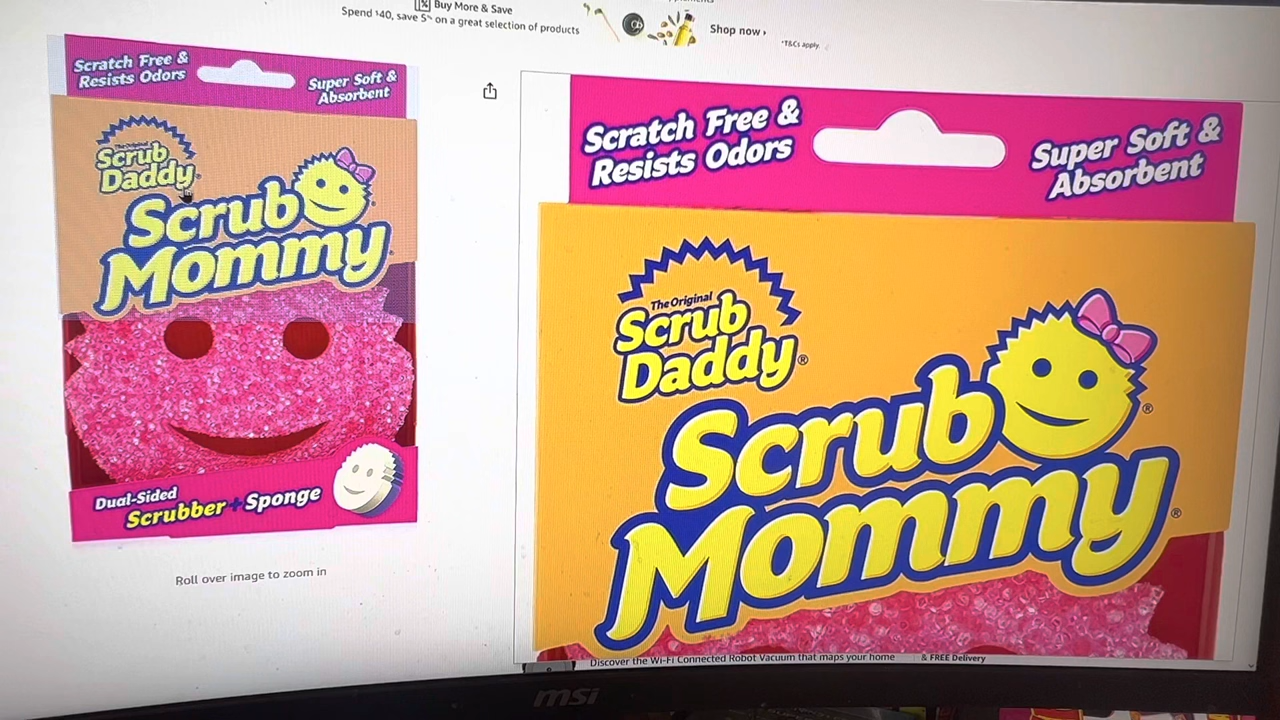 Buy More & Save
Spend $40, save 5% on a great selection of products
Shop now ›
*T&Cs apply.
Scratch Free &
Resists Odors
Super Soft &
Absorbent
The Original
Scrub
Daddy
Scrub
Mommy
Dual-Sided
Scrubber + Sponge
Roll over image to zoom in
Scratch Free &
Resists Odors
Super Soft &
Absorbent
The Original
Scrub
Daddy®
Scrub ®
Mommy ®
Discover the Wi-Fi Connected Robot Vacuum that maps your home & FREE Delivery
msi